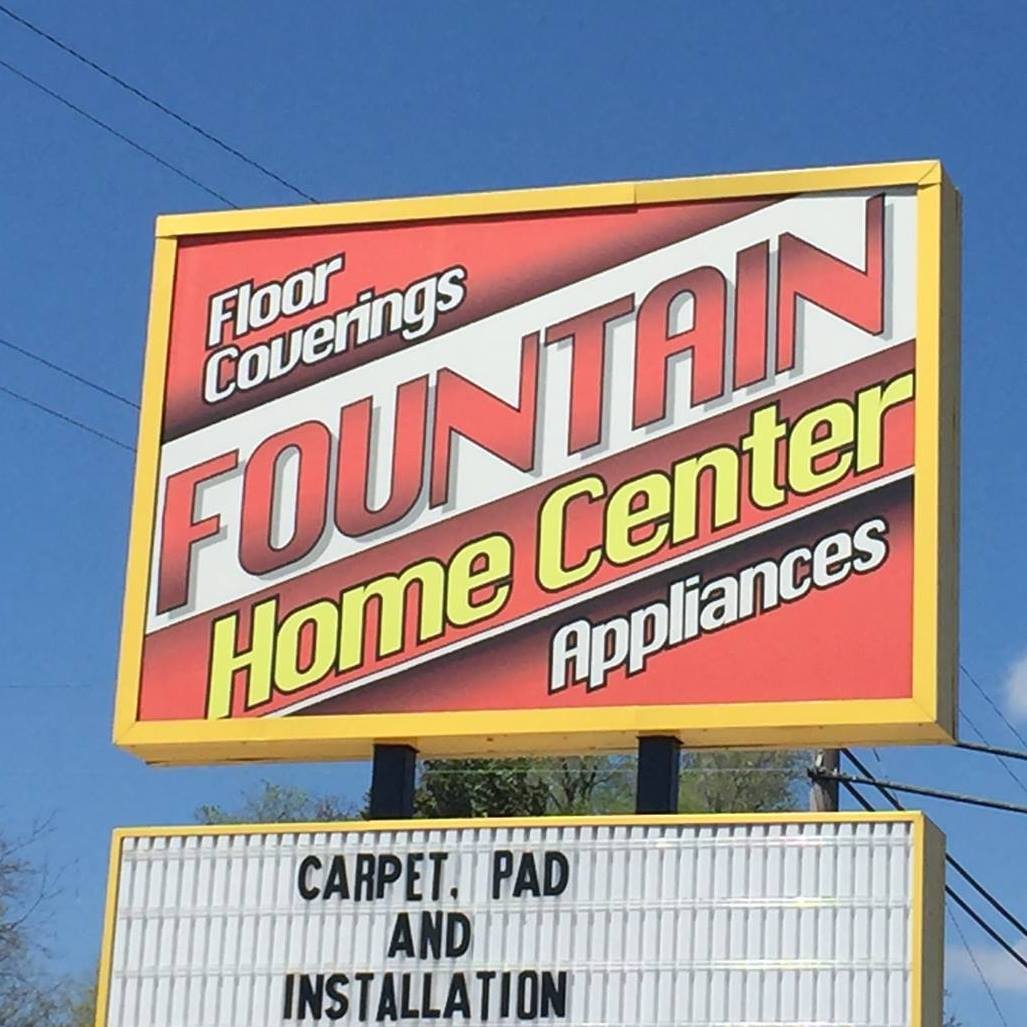 Floor
Coverings
FOUNTAIN
Home Center
Appliances
CARPET. PAD
AND
INSTALLATION